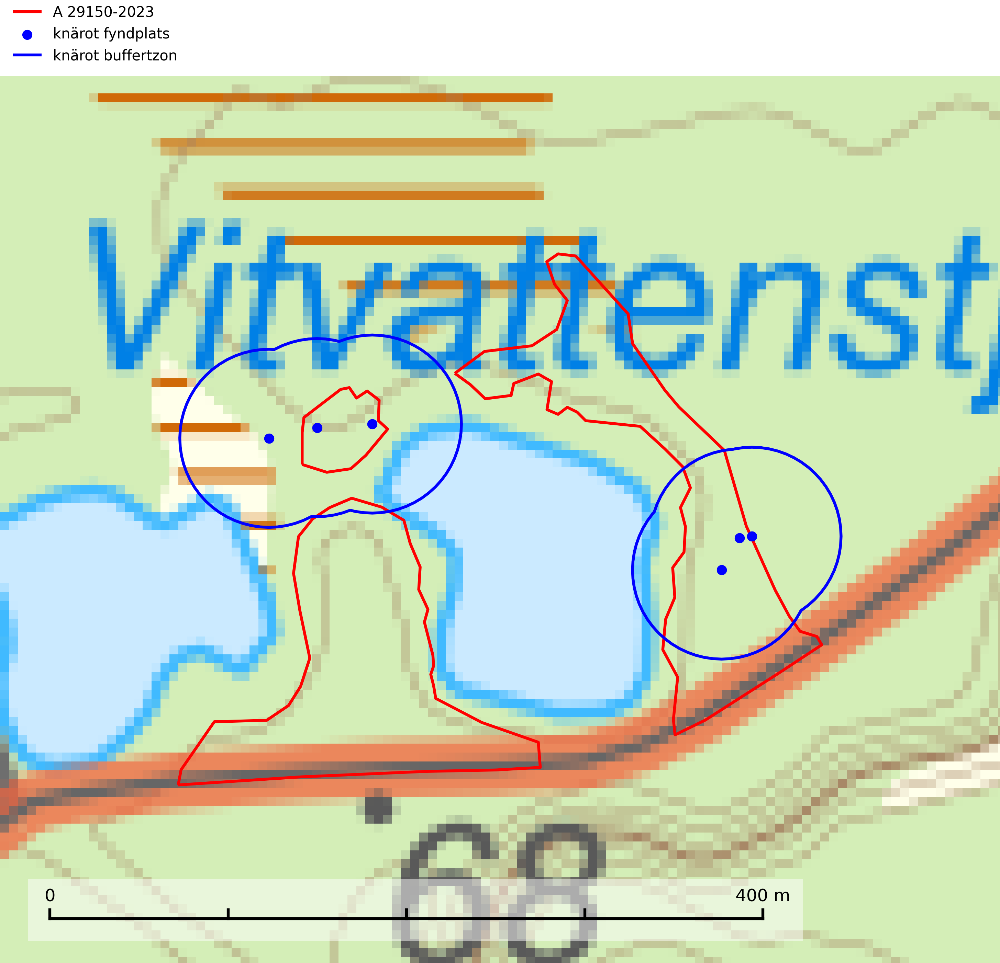 A 29150-2023
knärot fyndplats
knärot buffertzon
Vitvattenstj
68
0 400 m